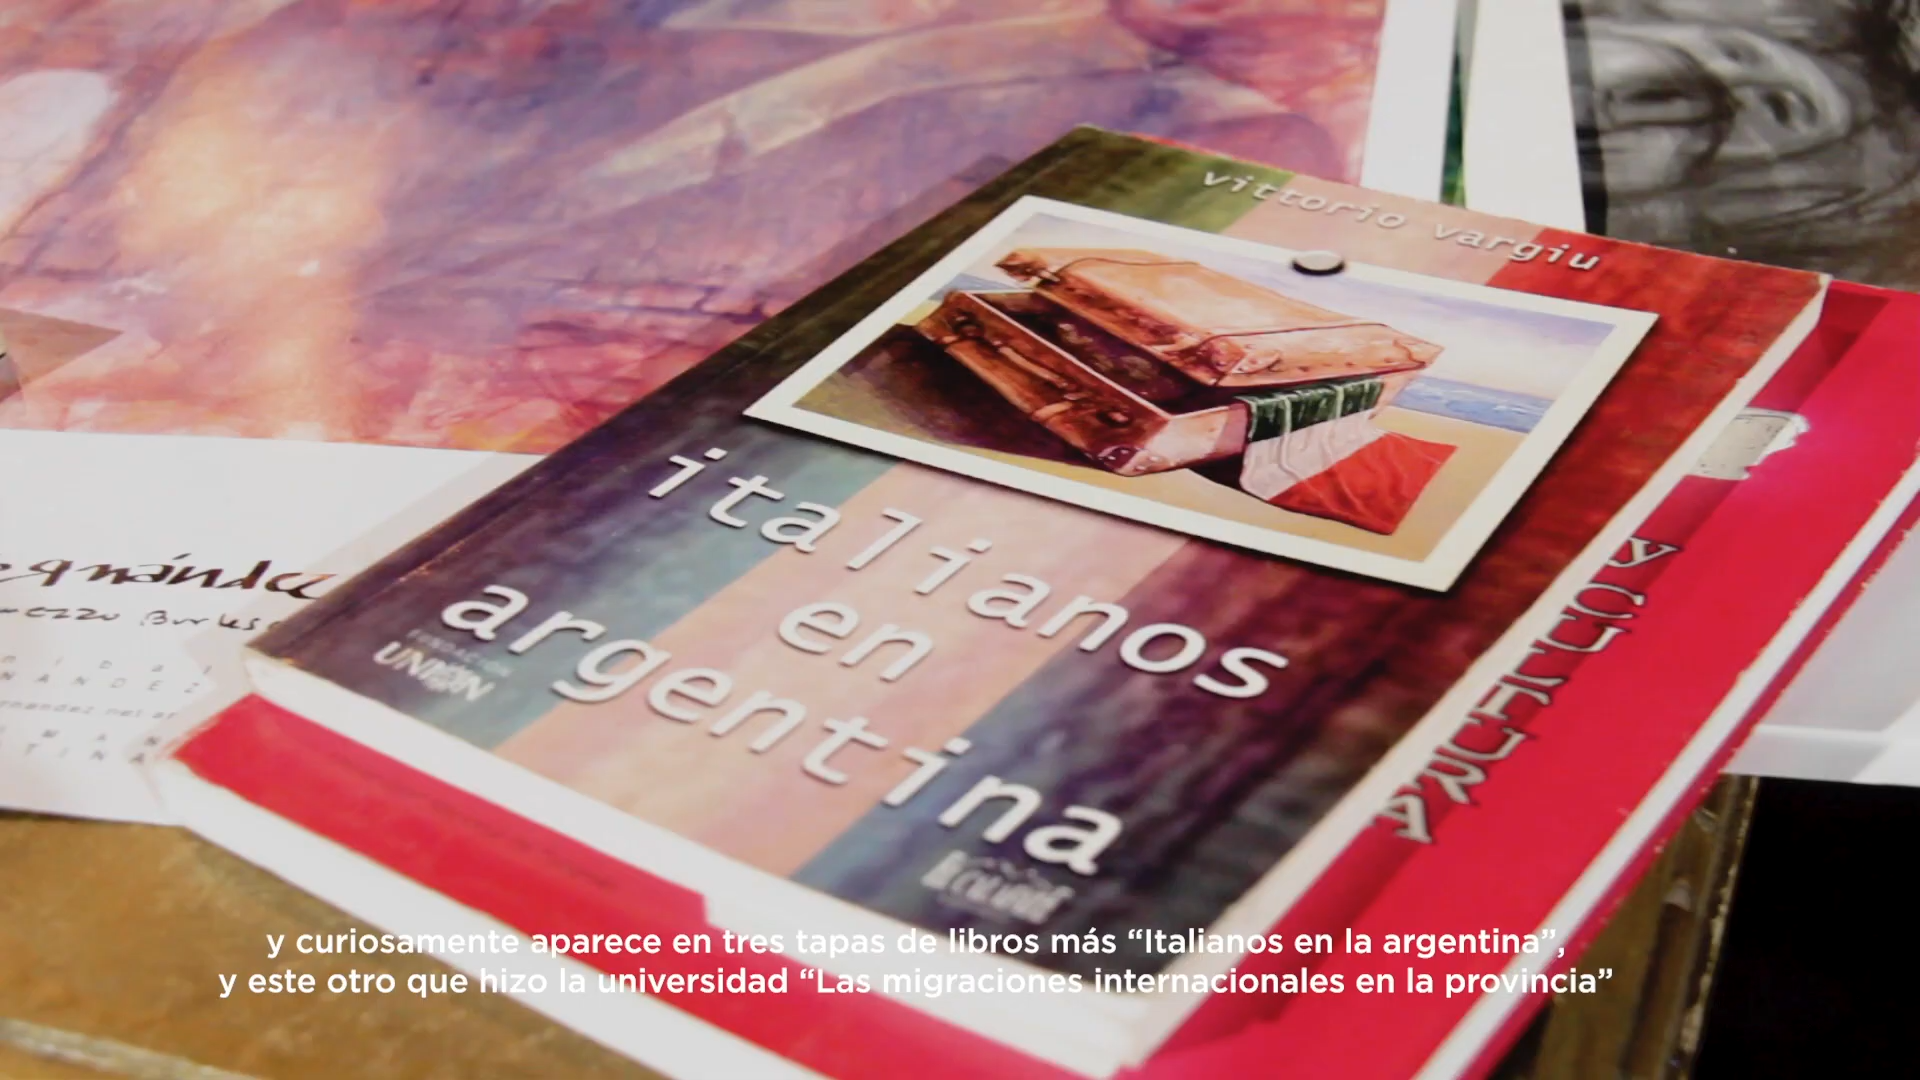 vittorio vargiu
italianos
en
argentina
FUNDACIÓN
UNIÓN
Y CULTURA
y curiosamente aparece en tres tapas de libros más “Italianos en la argentina”,
y este otro que hizo la universidad “Las migraciones internacionales en la provincia”